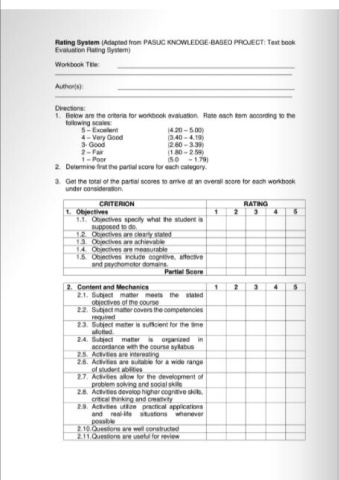 Rating System (Adapted from PASUC KNOWLEDGE-BASED PROJECT: Text book
Evaluation Rating System)
Workbook Title:
Author(s):
Directions:
1. Below are the criteria for workbook evaluation. Rate each item according to the
following scales:
5 – Excellent (4.20 – 5.00)
4 – Very Good (3.40 – 4.19)
3- Good (2.60 – 3.39)
2 – Fair (1.80 – 2.59)
1 – Poor (5.0 – 1.79)
2. Determine first the partial score for each category.
3. Get the total of the partial scores to arrive at an overall score for each workbook
under consideration.
CRITERION RATING
1. Objectives 1 2 3 4 5
1.1. Objectives specify what the student is
supposed to do.
1.2. Objectives are clearly stated
1.3. Objectives are achievable
1.4. Objectives are measurable
1.5. Objectives include cognitive, affective
and psychomotor domains.
Partial Score
2. Content and Mechanics 1 2 3 4 5
2.1. Subject matter meets the stated
objectives of the course
2.2. Subject matter covers the competencies
required
2.3. Subject matter is sufficient for the time
allotted.
2.4. Subject matter is organized in
accordance with the course syllabus
2.5. Activities are interesting
2.6. Activities are suitable for a wide range
of student abilities
2.7. Activities allow for the development of
problem solving and social skills
2.8. Activities develop higher cognitive skills,
critical thinking and creativity
2.9. Activities utilize practical applications
and real-life situations whenever
possible
2.10. Questions are well constructed
2.11. Questions are useful for review